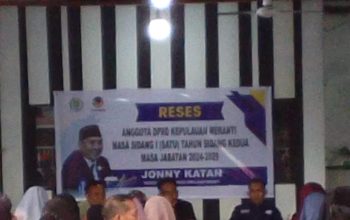 RESES
ANGGOTA DPRD KEPULAUAN MERANTI
MASA SIDANG I (SATU) TAHUN SIDANG KEDUA
MASA JABATAN 2024-2029
JONNY KATAN